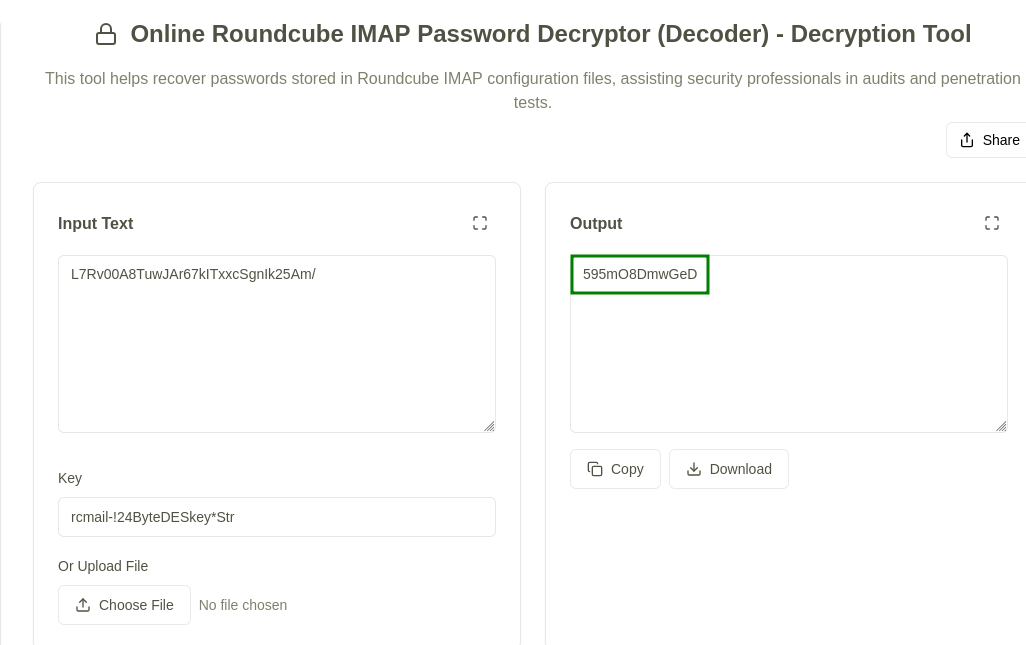 Online Roundcube IMAP Password Decryptor (Decoder) - Decryption Tool
This tool helps recover passwords stored in Roundcube IMAP configuration files, assisting security professionals in audits and penetration
tests.
Share
Input Text
L7Rv00A8TuwJAr67kITxxcSgnIk25Am/
Key
rcmail-!24ByteDESkey*Str
Or Upload File
Choose File
No file chosen
Output
595mO8DmwGeD
Copy
Download